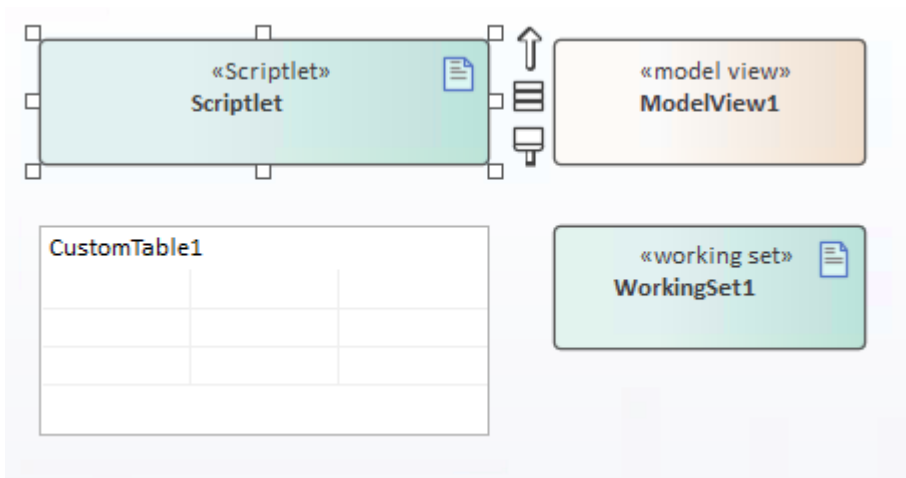 «Scriptlet»
Scriptlet
«model view»
ModelView1
CustomTable1
«working set»
WorkingSet1